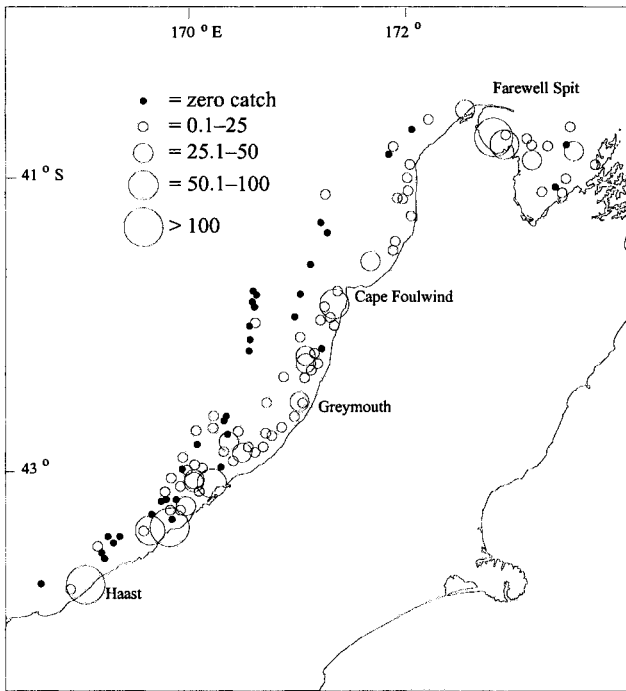 170 ° E
172 °
Farewell Spit
= zero catch
= 0.1–25
= 25.1–50
= 50.1–100
> 100
41° S
Cape Foulwind
Greymouth
43°
Haast